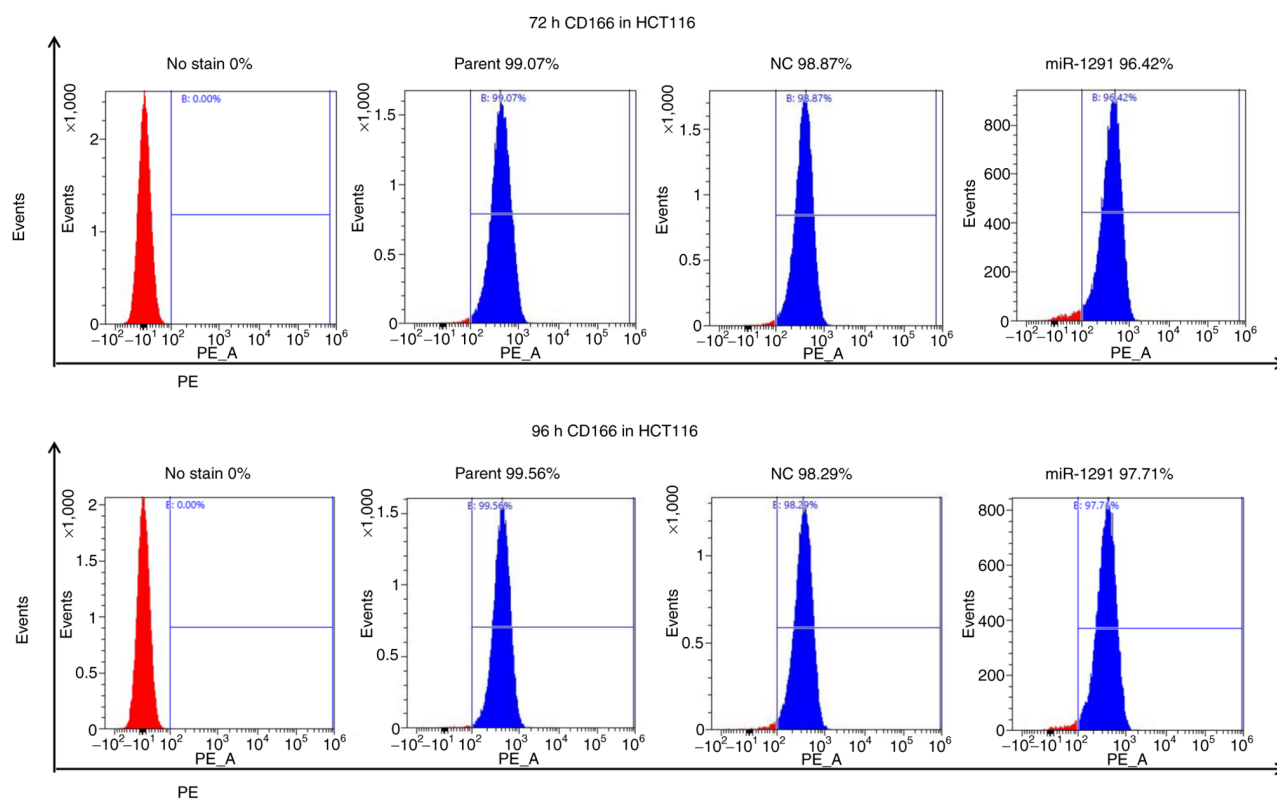 72 h CD166 in HCT116
No stain 0%
Parent 99.07%
NC 98.87%
miR-1291 96.42%
B: 0.00%
B: 99.07%
B: 98.87%
B: 96.42%
×1,000
×1,000
×1,000
Events
Events
Events
Events
Events
2
1
0
1.5
1
0.5
0
1.5
1
0.5
0
800
600
400
200
0
−10² −10¹ 10² 10³ 10⁴ 10⁵ 10⁶
−10² −10¹ 10² 10³ 10⁴ 10⁵ 10⁶
−10² −10¹ 10² 10³ 10⁴ 10⁵ 10⁶
−10² −10¹ 10² 10³ 10⁴ 10⁵ 10⁶
PE_A
PE_A
PE_A
PE_A
PE
96 h CD166 in HCT116
No stain 0%
Parent 99.56%
NC 98.29%
miR-1291 97.71%
B: 0.00%
B: 99.56%
B: 98.29%
B: 97.71%
×1,000
×1,000
×1,000
Events
Events
Events
Events
Events
2
1.5
1
0.5
0
1.5
1
0.5
0
1
0.5
0
800
600
400
200
0
−10² −10¹ 10² 10³ 10⁴ 10⁵ 10⁶
−10² −10¹ 10² 10³ 10⁴ 10⁵ 10⁶
−10² −10¹ 10² 10³ 10⁴ 10⁵ 10⁶
−10² −10¹ 10² 10³ 10⁴ 10⁵ 10⁶
PE_A
PE_A
PE_A
PE_A
PE